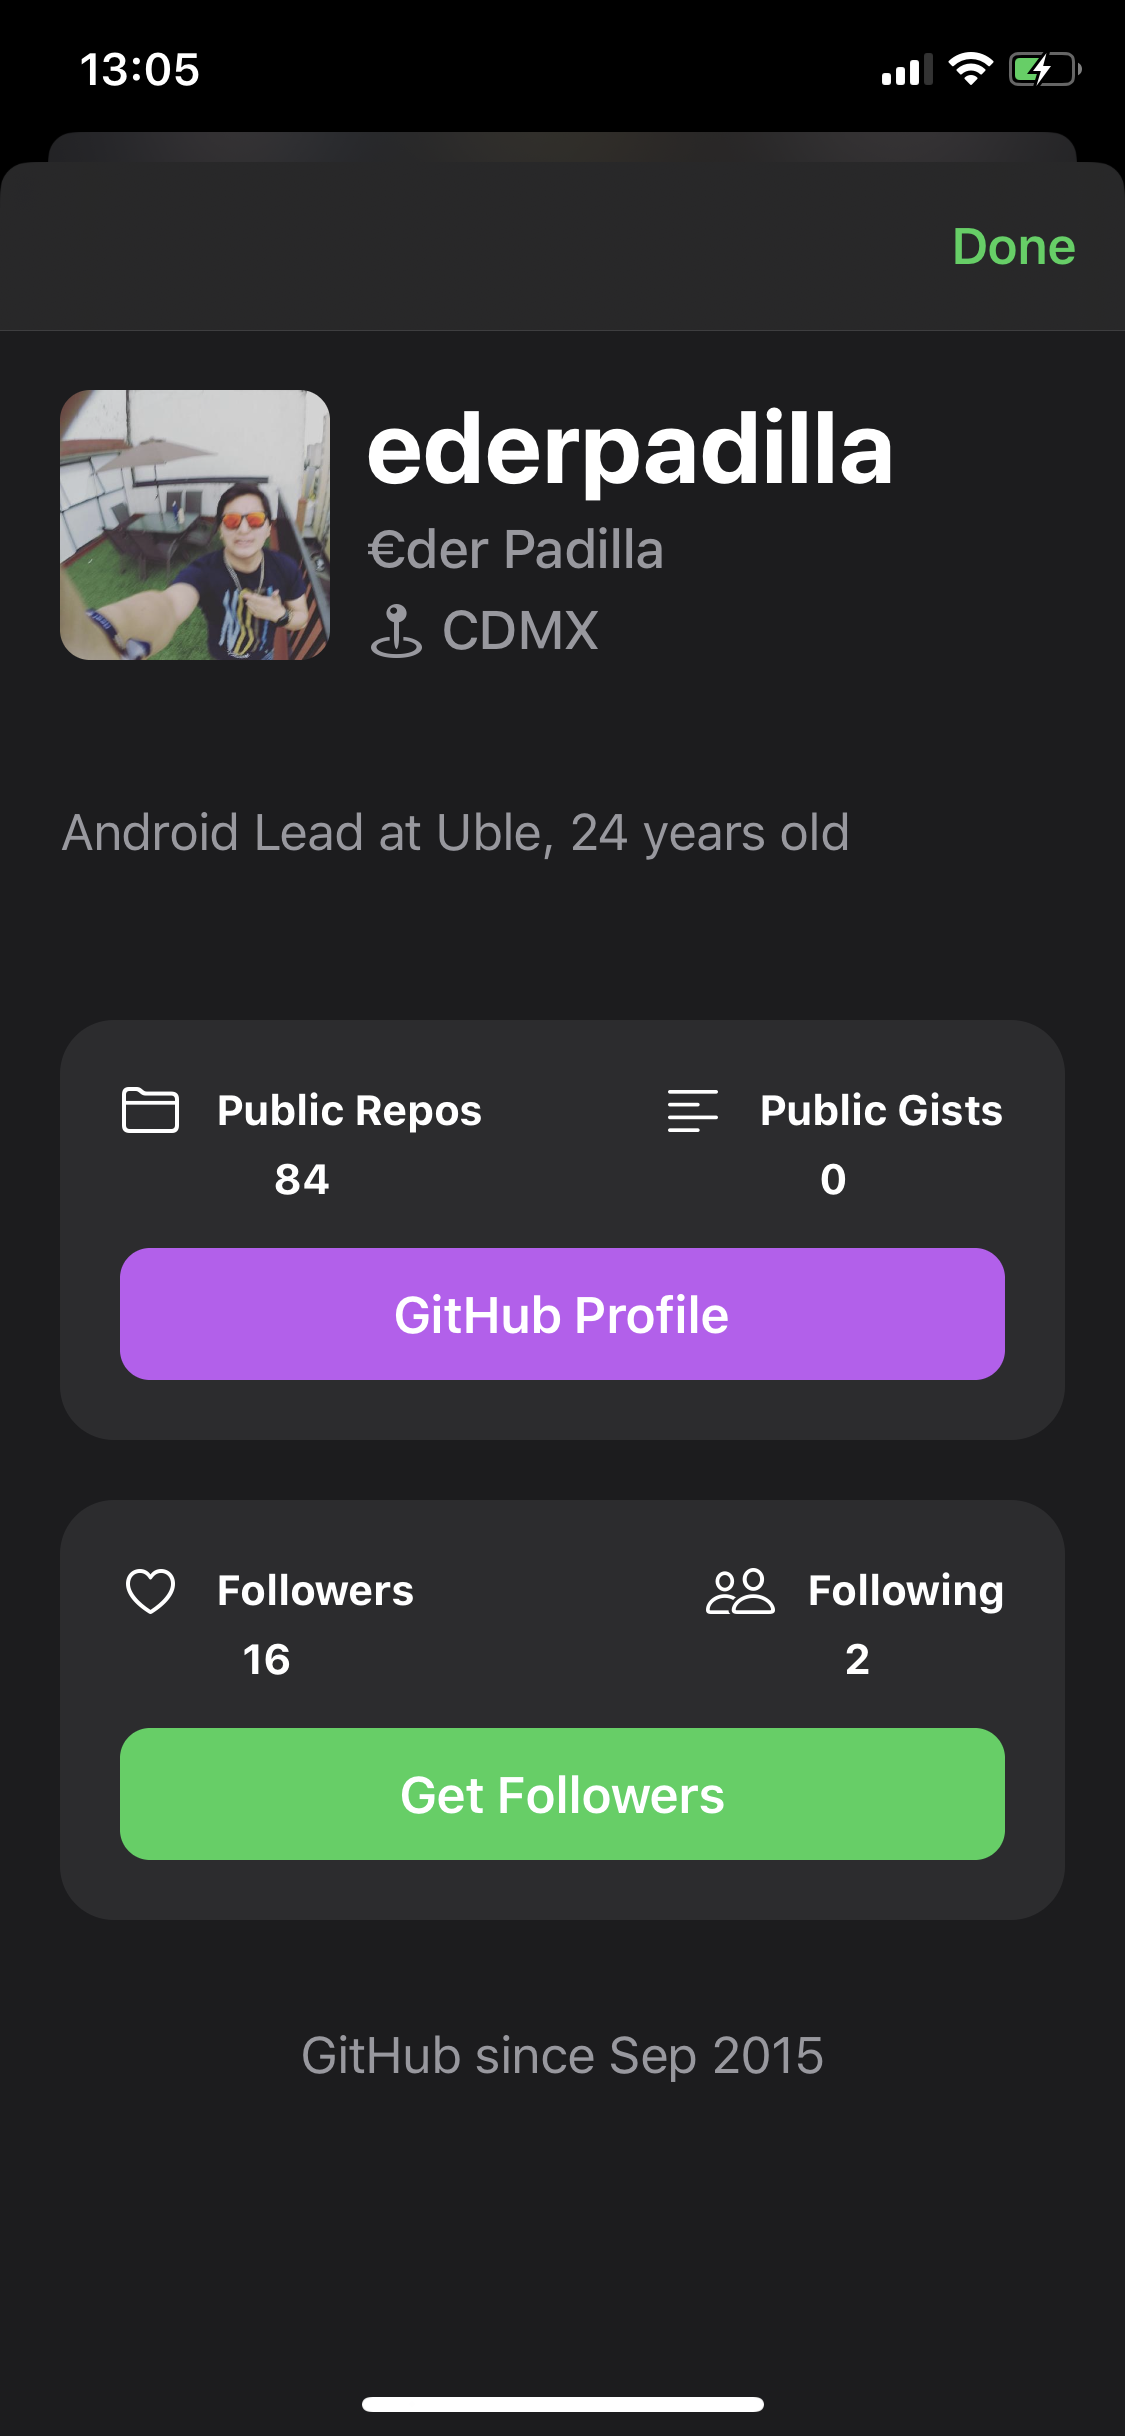 13:05
Done
ederpadilla
€der Padilla
CDMX
Android Lead at Uble, 24 years old
Public Repos
84
Public Gists
0
GitHub Profile
Followers
16
Following
2
Get Followers
GitHub since Sep 2015